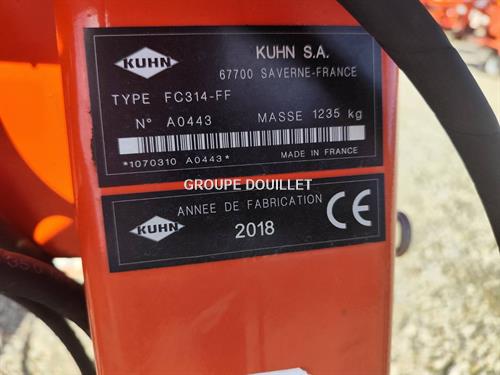 KUHN
KUHN S.A.
67700 SAVERNE-FRANCE
TYPE FC314-FF
N° A0443 MASSE 1235 kg
*1070310 A0443* MADE IN FRANCE
GROUPE DOUILLET
ANNEE DE FABRICATION
KUHN
2018
CE